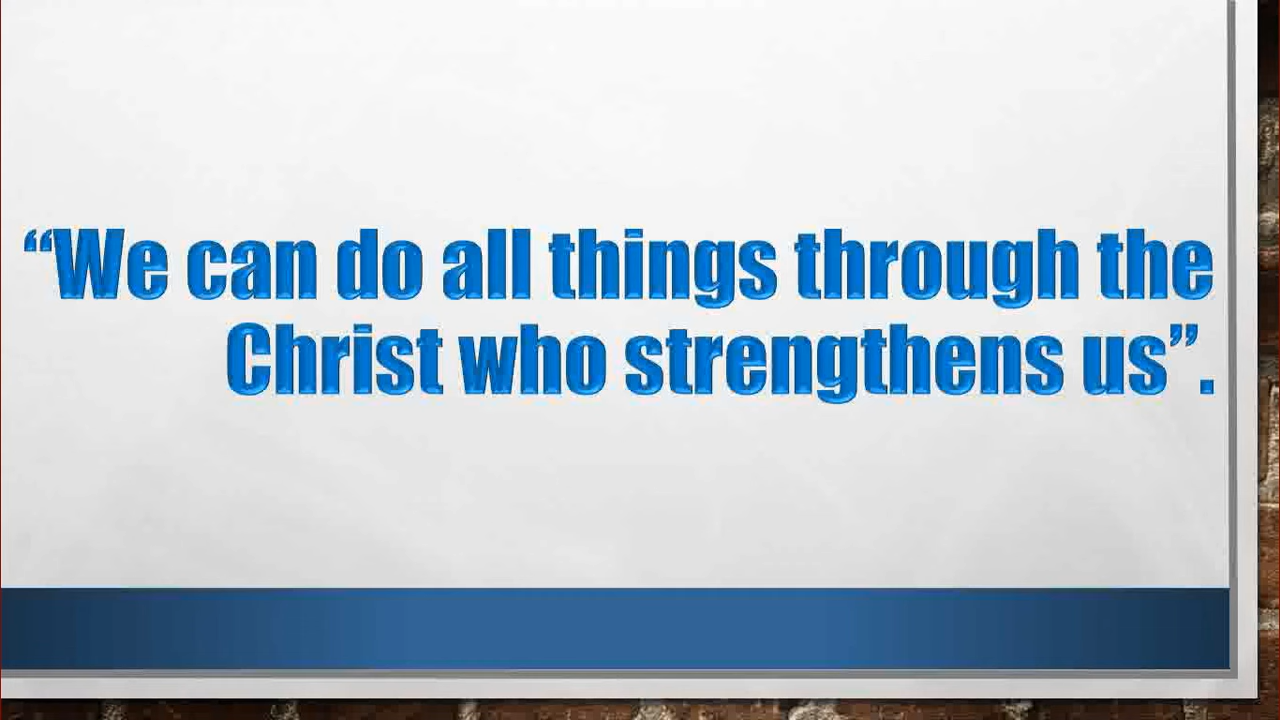 “We can do all things through the
Christ who strengthens us”.